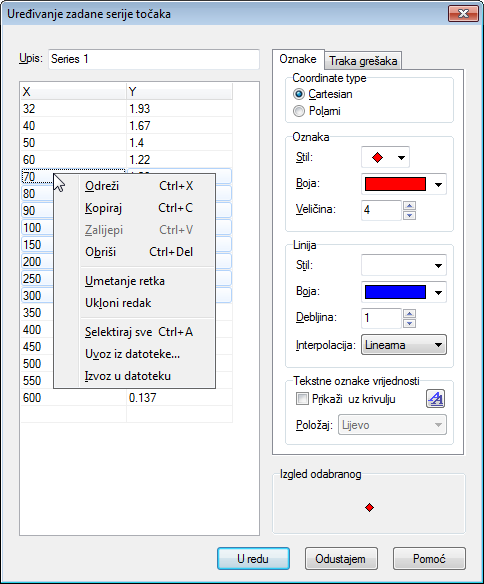 Uređivanje zadane serije točaka
Upis: Series 1
X Y
32 1.93
40 1.67
50 1.4
60 1.22
70
80
90
100
150
200
250
300
350
400
450
500
550
600 0.137
Odreži Ctrl+X
Kopiraj Ctrl+C
Zalijepi Ctrl+V
Obriši Ctrl+Del
Umetanje retka
Ukloni redak
Selektiraj sve Ctrl+A
Uvoz iz datoteke...
Izvoz u datoteku
Oznake Traka grešaka
Coordinate type
Cartesian
Polarni
Oznaka
Stil:
Boja:
Veličina: 4
Linija
Stil:
Boja:
Debljina: 1
Interpolacija: Linearna
Tekstne oznake vrijednosti
Prikaži uz krivulju
Položaj: Lijevo
Izgled odabranog
U redu Odustajem Pomoć